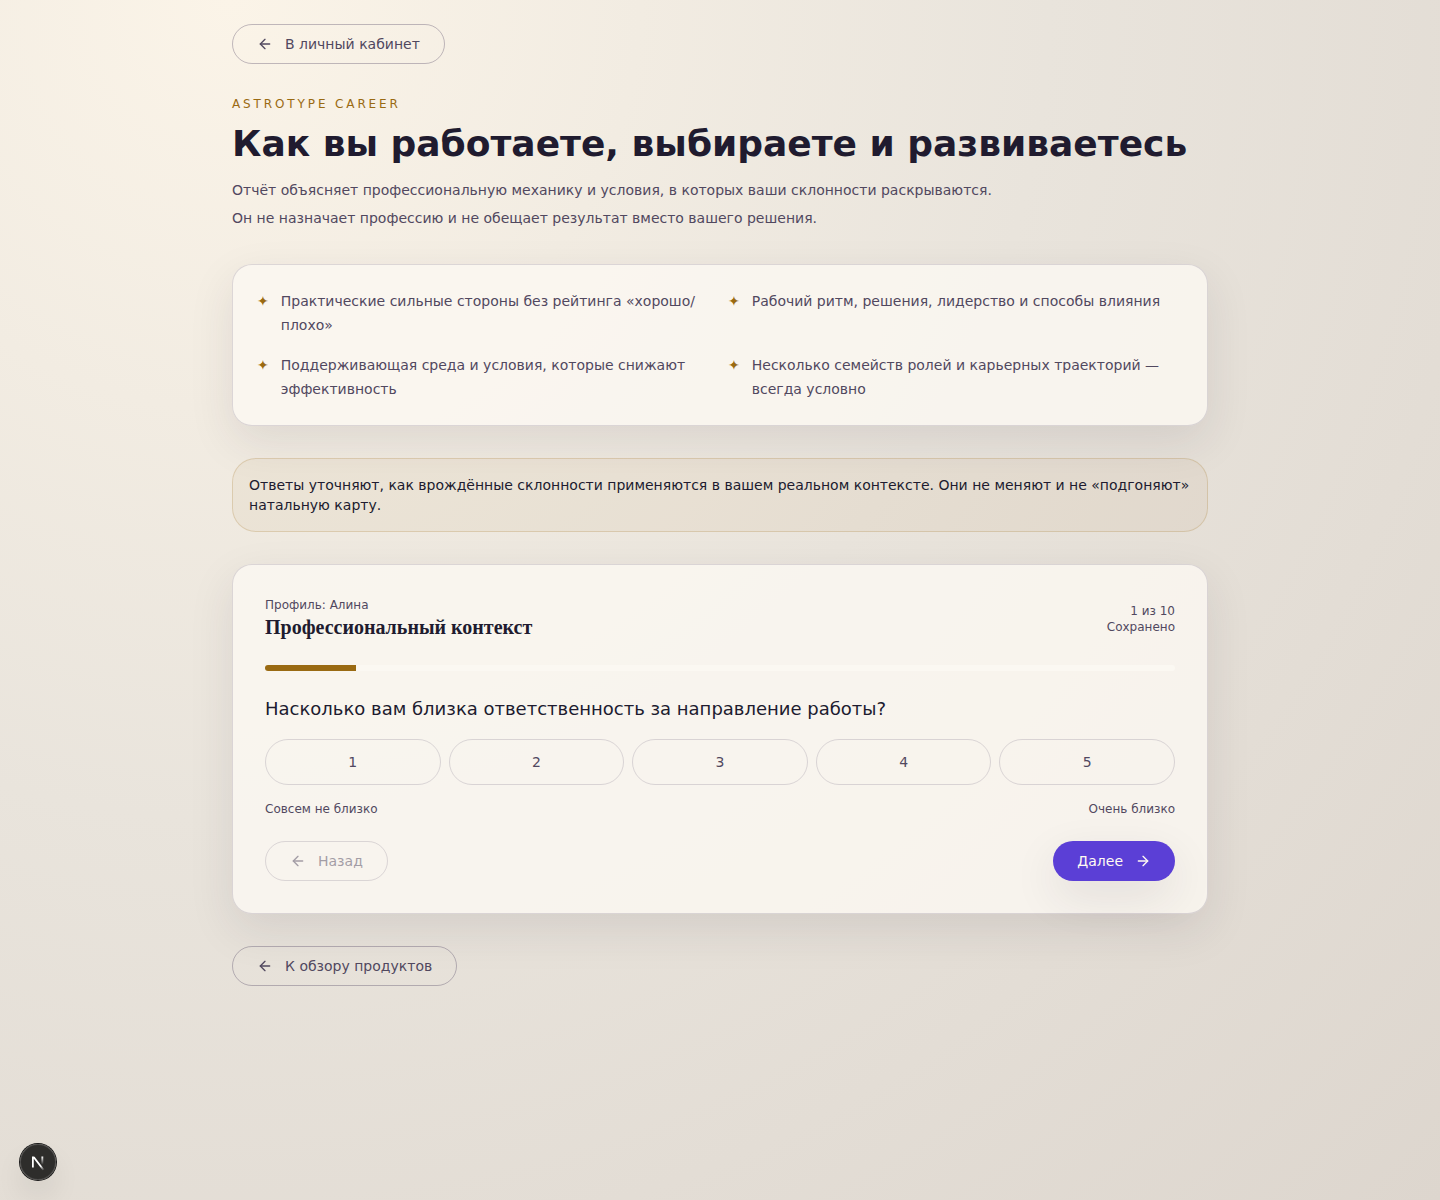 В личный кабинет
ASTROTYPE CAREER
Как вы работаете, выбираете и развиваетесь
Отчёт объясняет профессиональную механику и условия, в которых ваши склонности раскрываются.
Он не назначает профессию и не обещает результат вместо вашего решения.
✦ Практические сильные стороны без рейтинга «хорошо/
плохо»
✦ Рабочий ритм, решения, лидерство и способы влияния
✦ Поддерживающая среда и условия, которые снижают
эффективность
✦ Несколько семейств ролей и карьерных траекторий —
всегда условно
Ответы уточняют, как врождённые склонности применяются в вашем реальном контексте. Они не меняют и не «подгоняют»
натальную карту.
Профиль: Алина
Профессиональный контекст
1 из 10
Сохранено
Насколько вам близка ответственность за направление работы?
1 2 3 4 5
Совсем не близко
Очень близко
Назад
Далее
К обзору продуктов
N